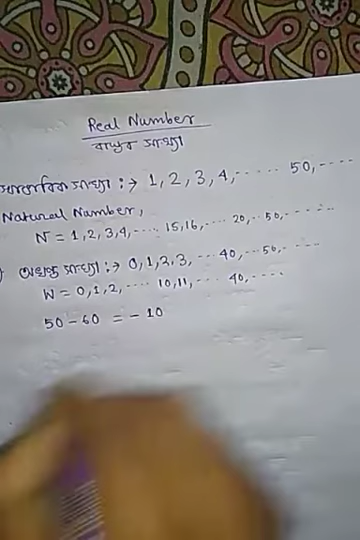 Real Number
বাস্তব সংখ্যা
স্বাভাবিক সংখ্যা :→ 1, 2, 3, 4, ..... 50, ....
Natural Number,
N = 1, 2, 3, 4, .... 15, 16, .... 20, .. 50, ......
অখণ্ড সংখ্যা :→ 0, 1, 2, 3, ... 40, ... 50, ......
W = 0, 1, 2, .... 10, 11, .... 40, .....
50 - 60 = - 10